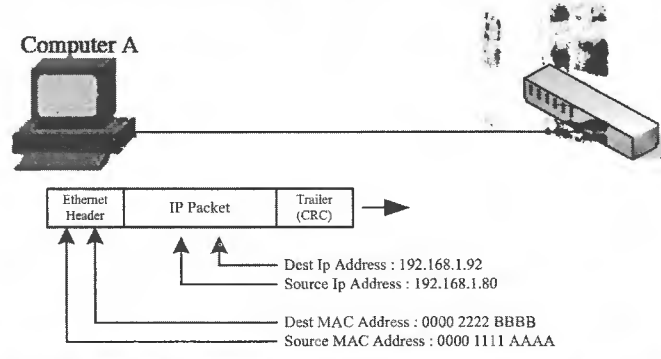 Computer A
Ethernet Header
IP Packet
Trailer (CRC)
Dest Ip Address : 192.168.1.92
Source Ip Address : 192.168.1.80
Dest MAC Address : 0000 2222 BBBB
Source MAC Address : 0000 1111 AAAA